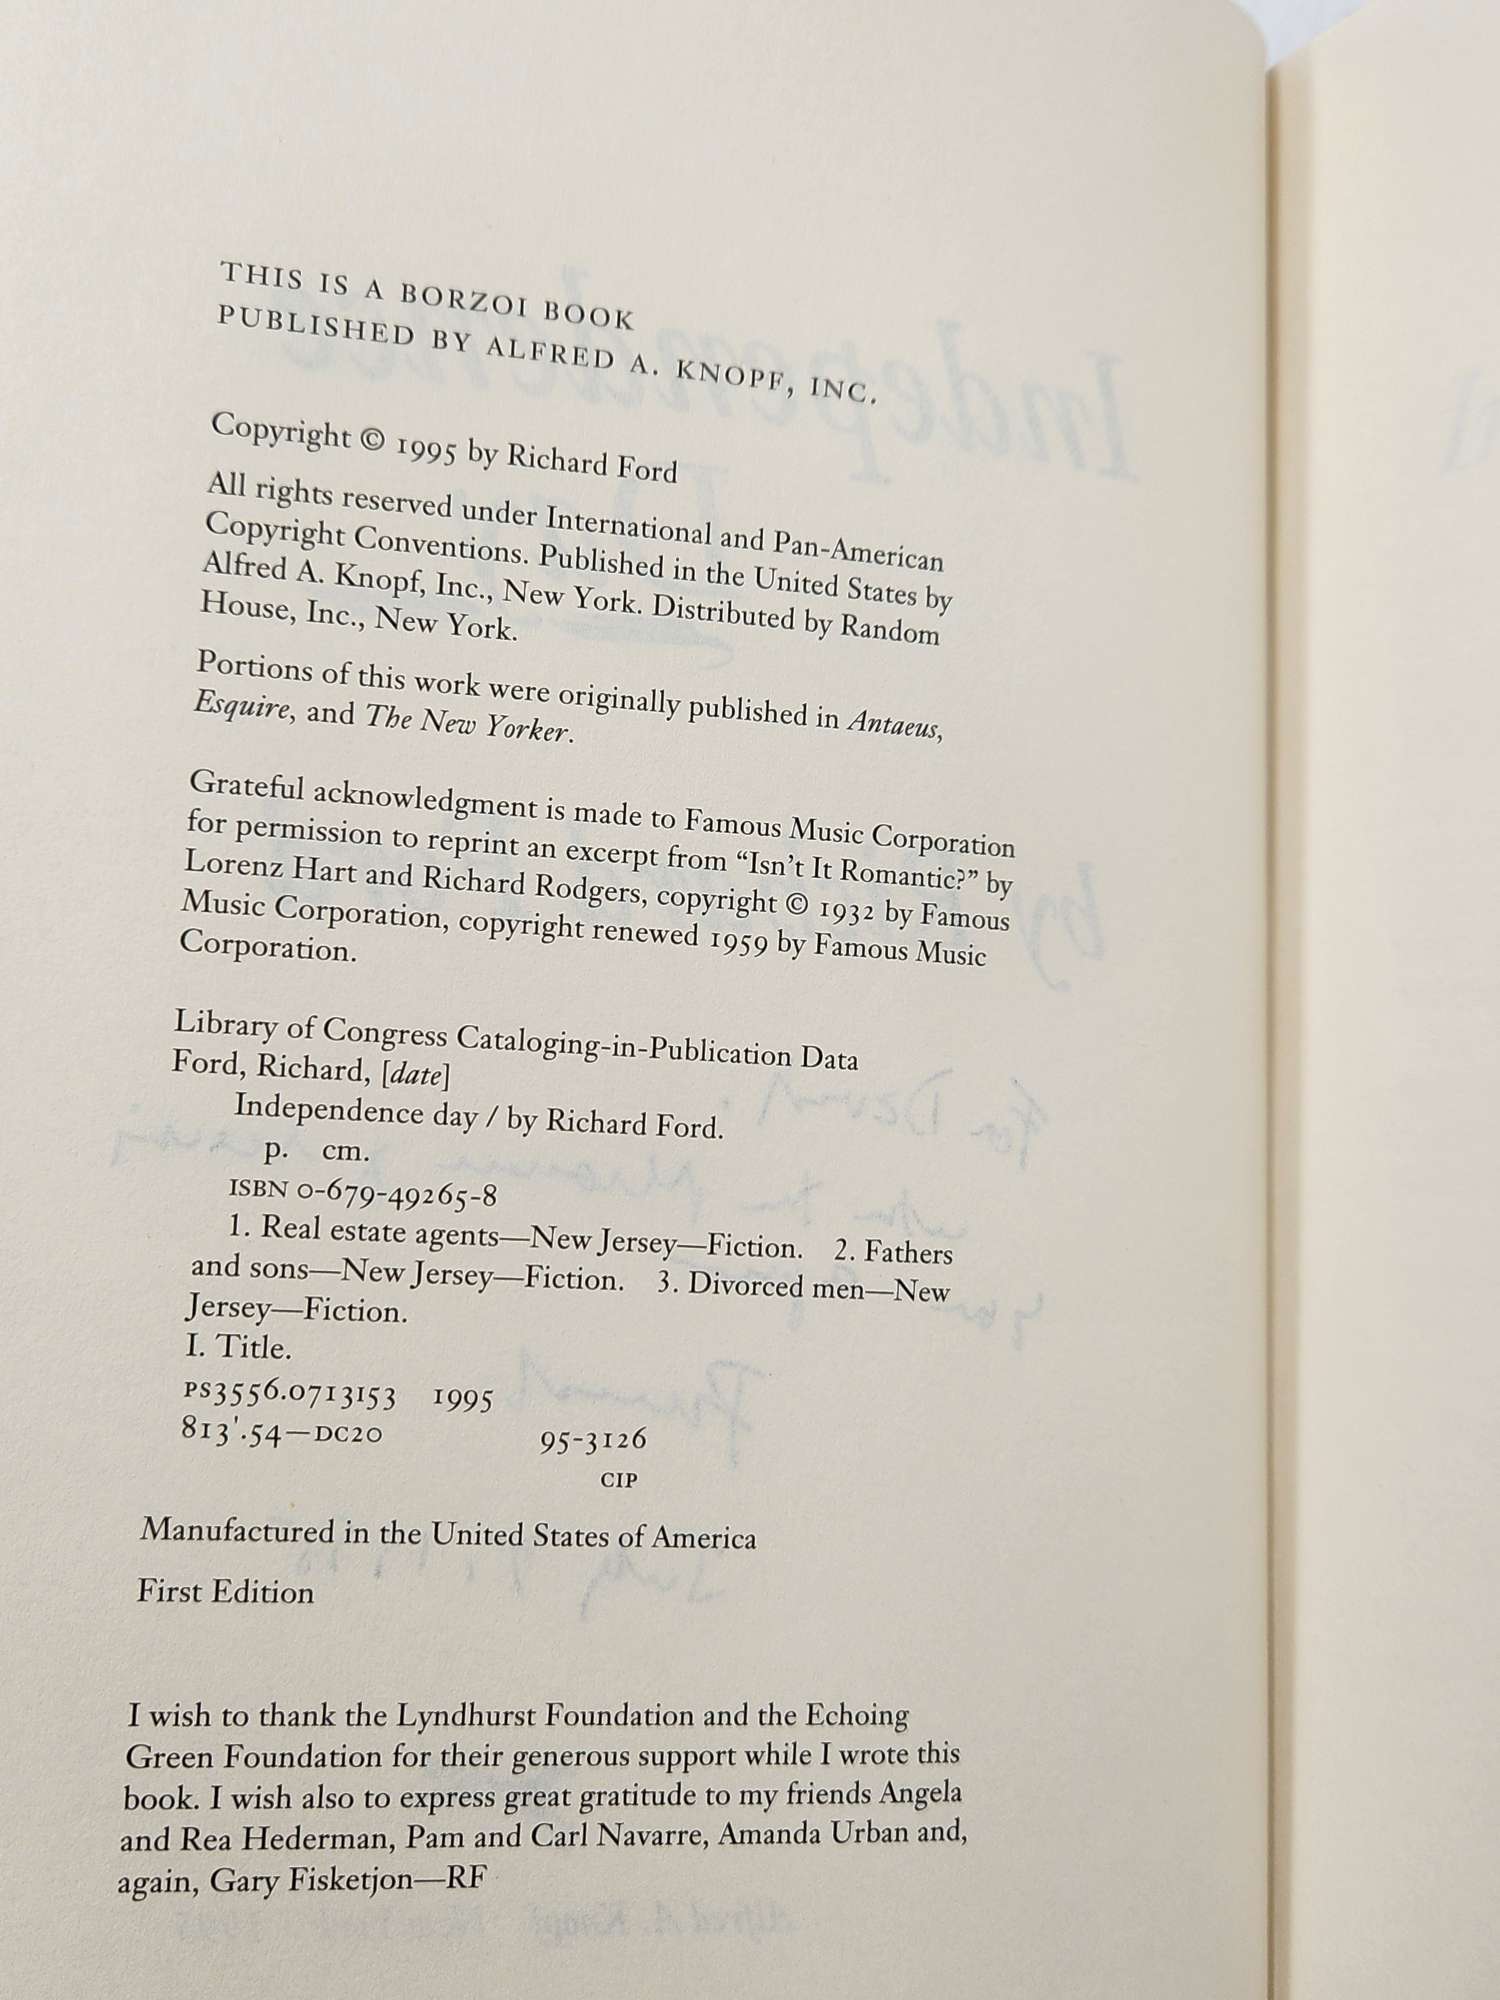 THIS IS A BORZOI BOOK
PUBLISHED BY ALFRED A. KNOPF, INC.
Copyright © 1995 by Richard Ford
All rights reserved under International and Pan-American
Copyright Conventions. Published in the United States by
Alfred A. Knopf, Inc., New York. Distributed by Random
House, Inc., New York.
Portions of this work were originally published in Antaeus,
Esquire, and The New Yorker.
Grateful acknowledgment is made to Famous Music Corporation
for permission to reprint an excerpt from “Isn’t It Romantic?” by
Lorenz Hart and Richard Rodgers, copyright © 1932 by Famous
Music Corporation, copyright renewed 1959 by Famous Music
Corporation.
Library of Congress Cataloging-in-Publication Data
Ford, Richard, [date]
Independence day / by Richard Ford.
p. cm.
ISBN 0-679-49265-8
1. Real estate agents—New Jersey—Fiction. 2. Fathers
and sons—New Jersey—Fiction. 3. Divorced men—New
Jersey—Fiction.
I. Title.
PS3556.0713153 1995
813'.54—DC20 95-3126
CIP
Manufactured in the United States of America
First Edition
I wish to thank the Lyndhurst Foundation and the Echoing
Green Foundation for their generous support while I wrote this
book. I wish also to express great gratitude to my friends Angela
and Rea Hederman, Pam and Carl Navarre, Amanda Urban and,
again, Gary Fisketjon—RF